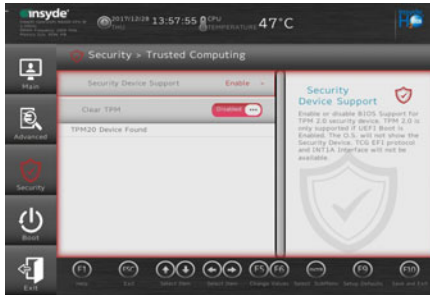 insyde
2017/12/28
THU
13:57:55
CPU
TEMPERATURE
47°C
Security > Trusted Computing
Main
Advanced
Security
Boot
Exit
Security Device Support Enable
Clear TPM Disabled
TPM20 Device Found
Security
Device Support
Enable or disable BIOS Support for
TPM 2.0 security device. TPM 2.0 is
only supported if UEFI Boot is
Enabled. The O.S. will not show the
Security Device. TCG EFI protocol
and INT1A Interface will not be
available.
F1 ESC F5 F6 F9 F10
Help Exit Select Item Select Item Change Values Select SubMenu Setup Defaults Save and Exit